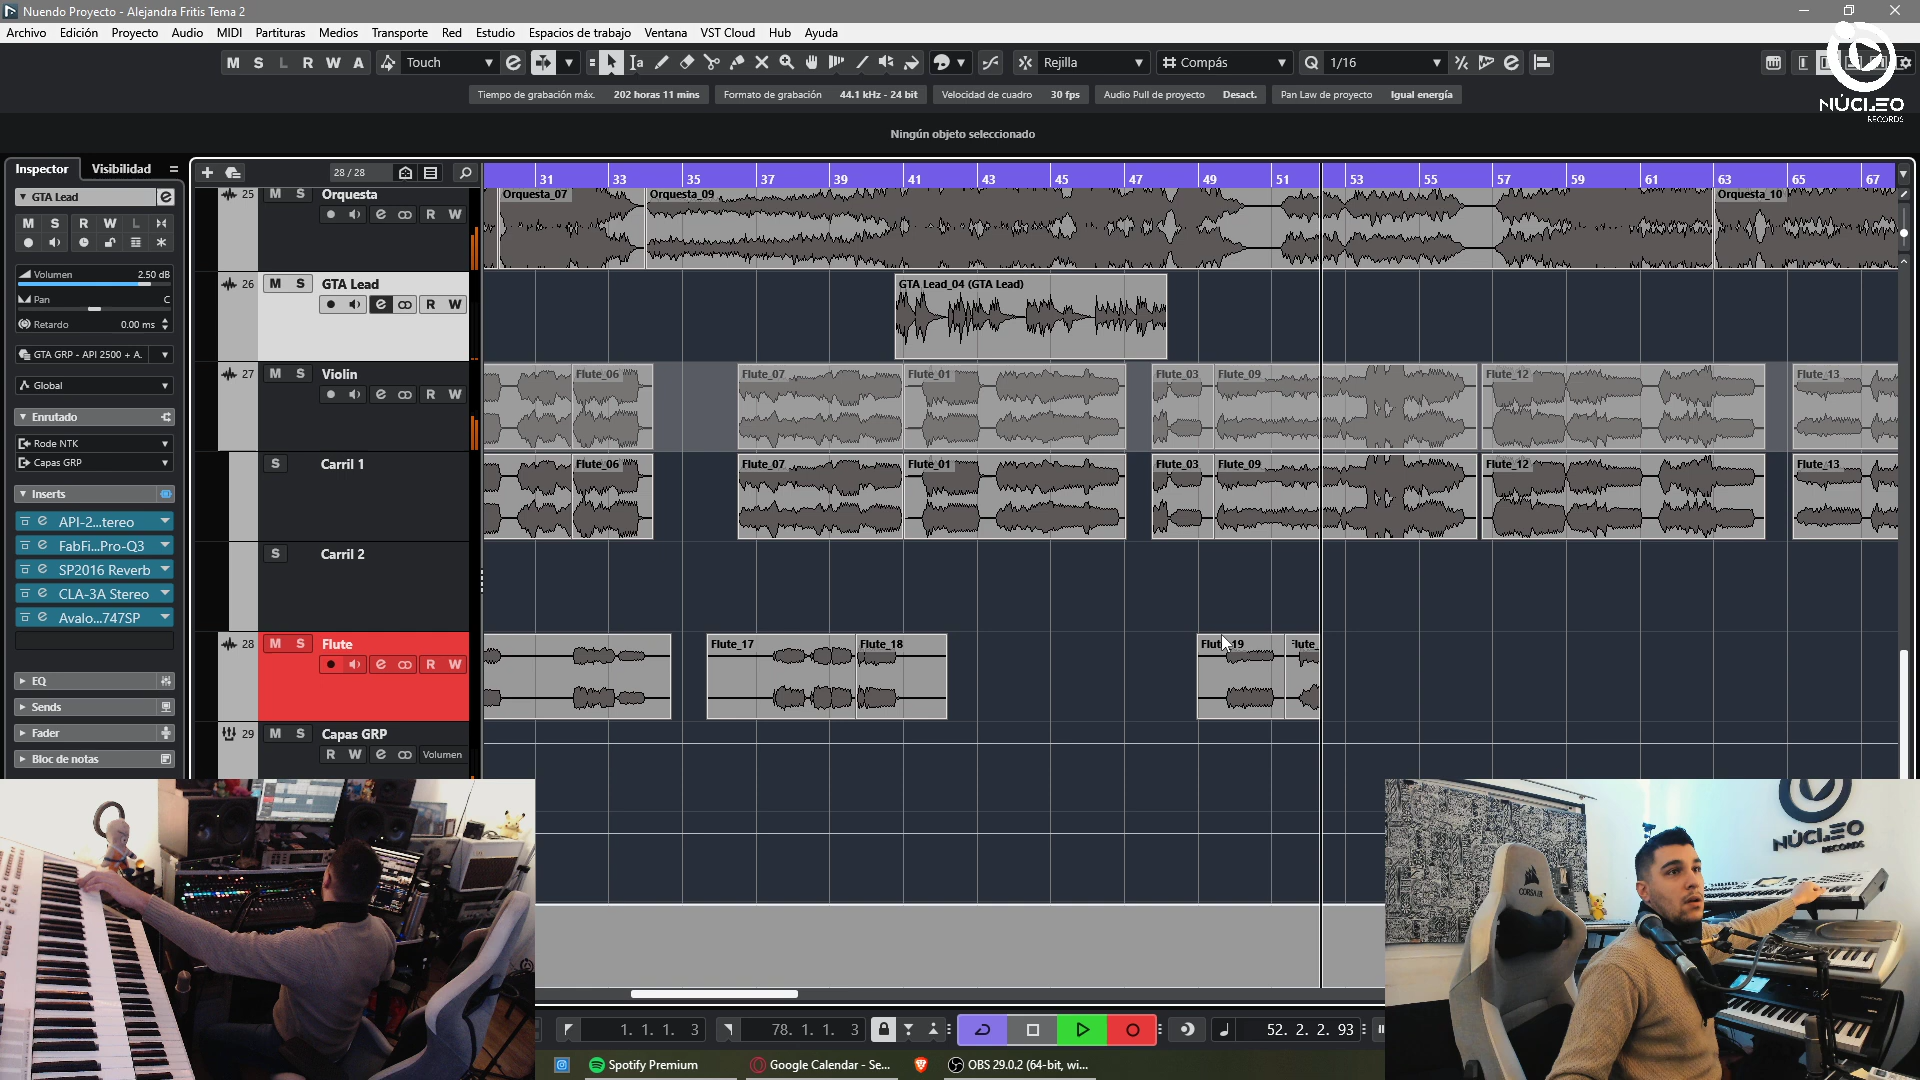 Nuendo Proyecto - Alejandra Fritis Tema 2
Archivo Edición Proyecto Audio MIDI Partituras Medios Transporte Red Estudio Espacios de trabajo Ventana VST Cloud Hub Ayuda
M S L R W A Touch Rejilla Compás Q 1/16
Tiempo de grabación máx. 202 horas 11 mins Formato de grabación 44.1 kHz - 24 bit Velocidad de cuadro 30 fps Audio Pull de proyecto Desact. Pan Law de proyecto Igual energía
NÚCLEO
RECORDS
Ningún objeto seleccionado
Inspector Visibilidad
28 / 28
31 33 35 37 39 41 43 45 47 49 51 53 55 57 59 61 63 65 67
GTA Lead
M S R W L
Volumen 2.50 dB
Pan C
Retardo 0.00 ms
GTA GRP - API 2500 + A.
Global
Enrutado
Rode NTK
Capas GRP
Inserts
API-2...tereo
FabFi...Pro-Q3
SP2016 Reverb
CLA-3A Stereo
Avalo...747SP
EQ
Sends
Fader
Bloc de notas
25 M S Orquesta
R W
Orquesta_07 Orquesta_09 Orquesta_10
26 M S GTA Lead
R W
GTA Lead_04 (GTA Lead)
27 M S Violin
R W
Flute_06 Flute_07 Flute_01 Flute_03 Flute_09 Flute_12 Flute_13
S Carril 1
Flute_06 Flute_07 Flute_01 Flute_03 Flute_09 Flute_12 Flute_13
S Carril 2
28 M S Flute
R W
Flute_17 Flute_18 Flute_19
29 M S Capas GRP
R W Volumen
NÚCLEO
RECORDS
CORSAIR
1. 1. 1. 3 78. 1. 1. 3 52. 2. 2. 93
Spotify Premium Google Calendar - Se... OBS 29.0.2 (64-bit, wi...